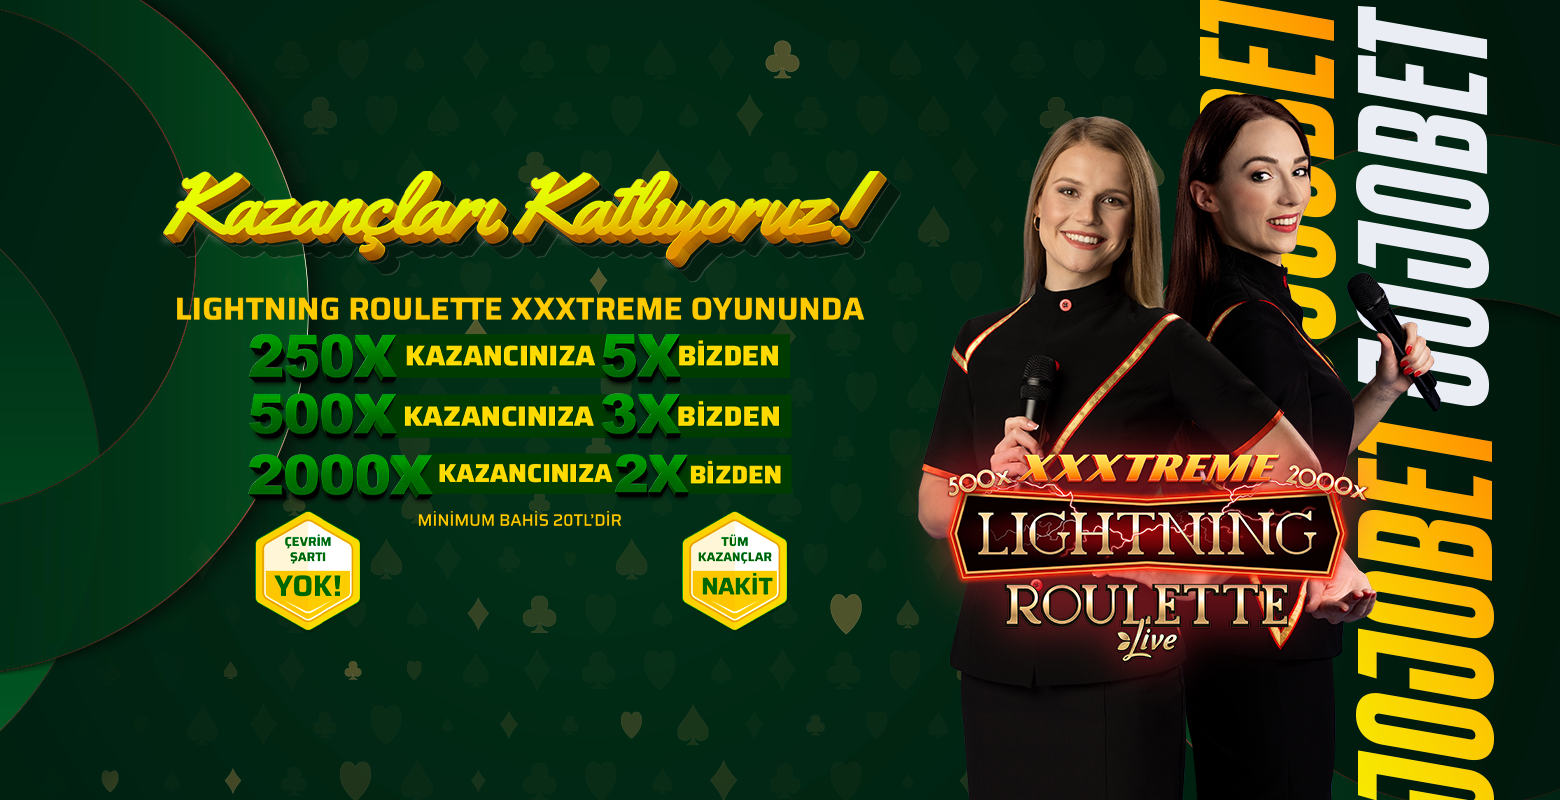 Kazançları Katlıyoruz!
LIGHTNING ROULETTE XXXTREME OYUNUNDA
250X KAZANCINIZA 5X BİZDEN
500X KAZANCINIZA 3X BİZDEN
2000X KAZANCINIZA 2X BİZDEN
MİNİMUM BAHİS 20TL'DİR
ÇEVRİM
ŞARTI
YOK!
TÜM
KAZANÇLAR
NAKİT
500x XXXTREME 2000x
LIGHTNING
ROULETTE
Live
JOJOBET
JOJOBET
JOJOBET